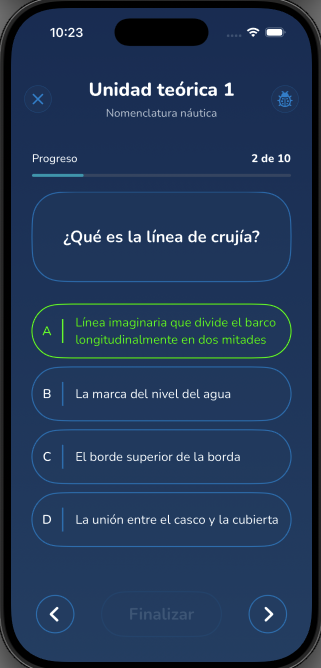 10:23
Unidad teórica 1
Nomenclatura náutica
Progreso 2 de 10
¿Qué es la línea de crujía?
A Línea imaginaria que divide el barco
longitudinalmente en dos mitades
B La marca del nivel del agua
C El borde superior de la borda
D La unión entre el casco y la cubierta
Finalizar